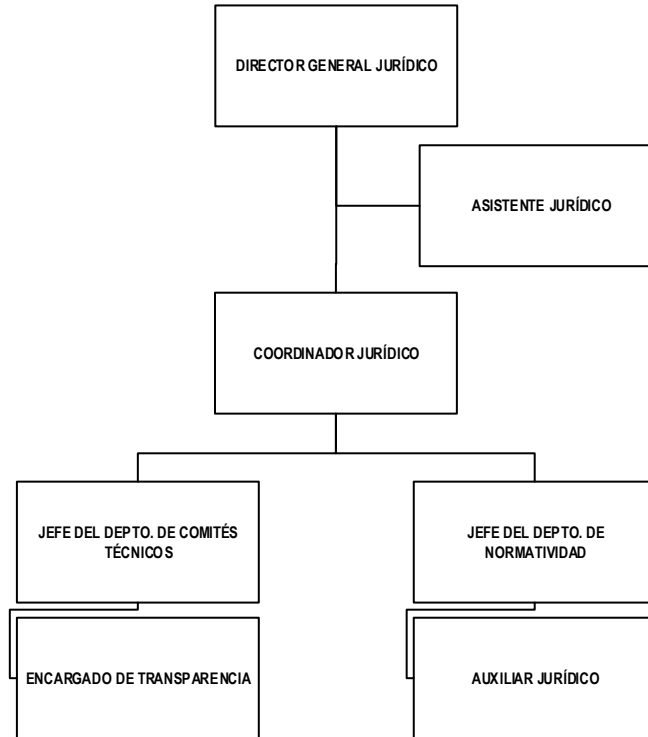 DIRECTOR GENERAL JURÍDICO
ASISTENTE JURÍDICO
COORDINADOR JURÍDICO
JEFE DEL DEPTO. DE COMITÉS
TÉCNICOS
JEFE DEL DEPTO. DE
NORMATIVIDAD
ENCARGADO DE TRANSPARENCIA
AUXILIAR JURÍDICO